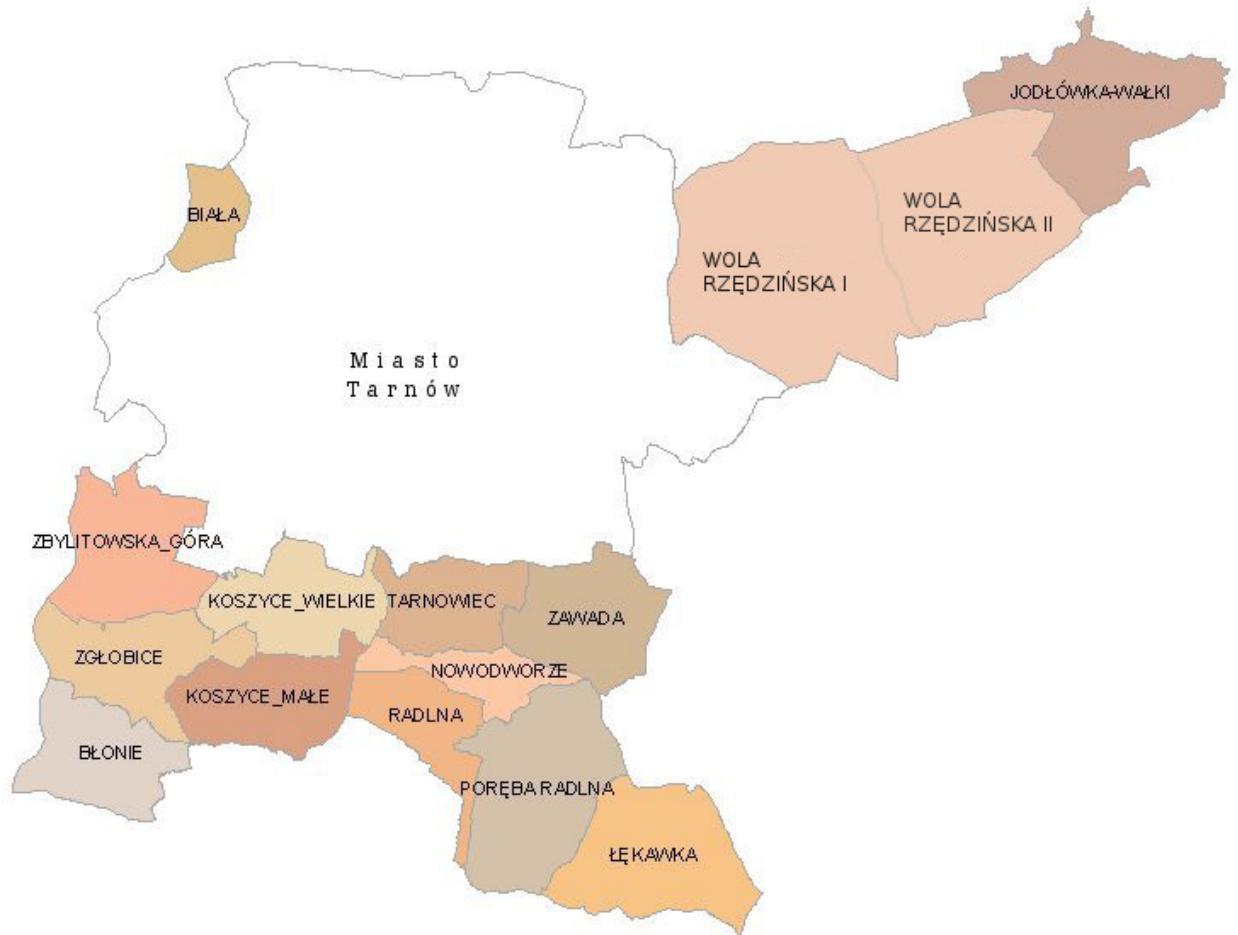 JODŁÓWKA-WAŁKI
BIAŁA
WOLA
RZĘDZIŃSKA II
WOLA
RZĘDZIŃSKA I
Miasto
Tarnów
ZBYLITOWSKA_GÓRA
KOSZYCE_WIELKIE
TARNOWIEC
ZAWADA
ZGŁOBICE
NOWODWORZE
KOSZYCE_MAŁE
RADLNA
BŁONIE
PORĘBA RADLNA
ŁĘKAWKA